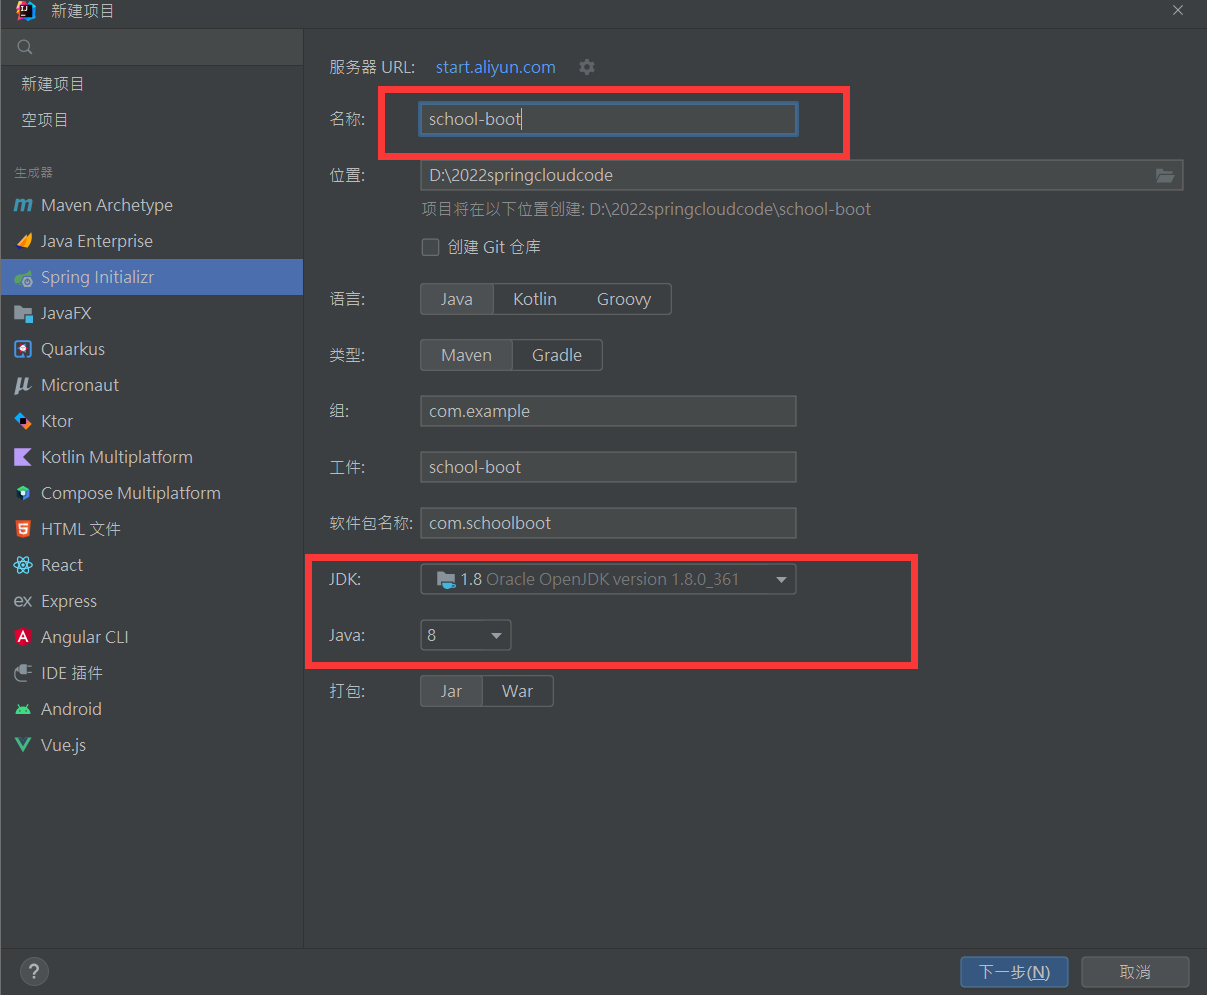 新建项目
新建项目
空项目
生成器
Maven Archetype
Java Enterprise
Spring Initializr
JavaFX
Quarkus
Micronaut
Ktor
Kotlin Multiplatform
Compose Multiplatform
HTML 文件
React
ex Express
Angular CLI
IDE 插件
Android
Vue.js
服务器 URL: start.aliyun.com
名称: school-boot
位置: D:\2022springcloudcode
项目将在以下位置创建: D:\2022springcloudcode\school-boot
创建 Git 仓库
语言: Java Kotlin Groovy
类型: Maven Gradle
组: com.example
工件: school-boot
软件包名称: com.schoolboot
JDK: 1.8 Oracle OpenJDK version 1.8.0_361
Java: 8
打包: Jar War
? 下一步(N) 取消